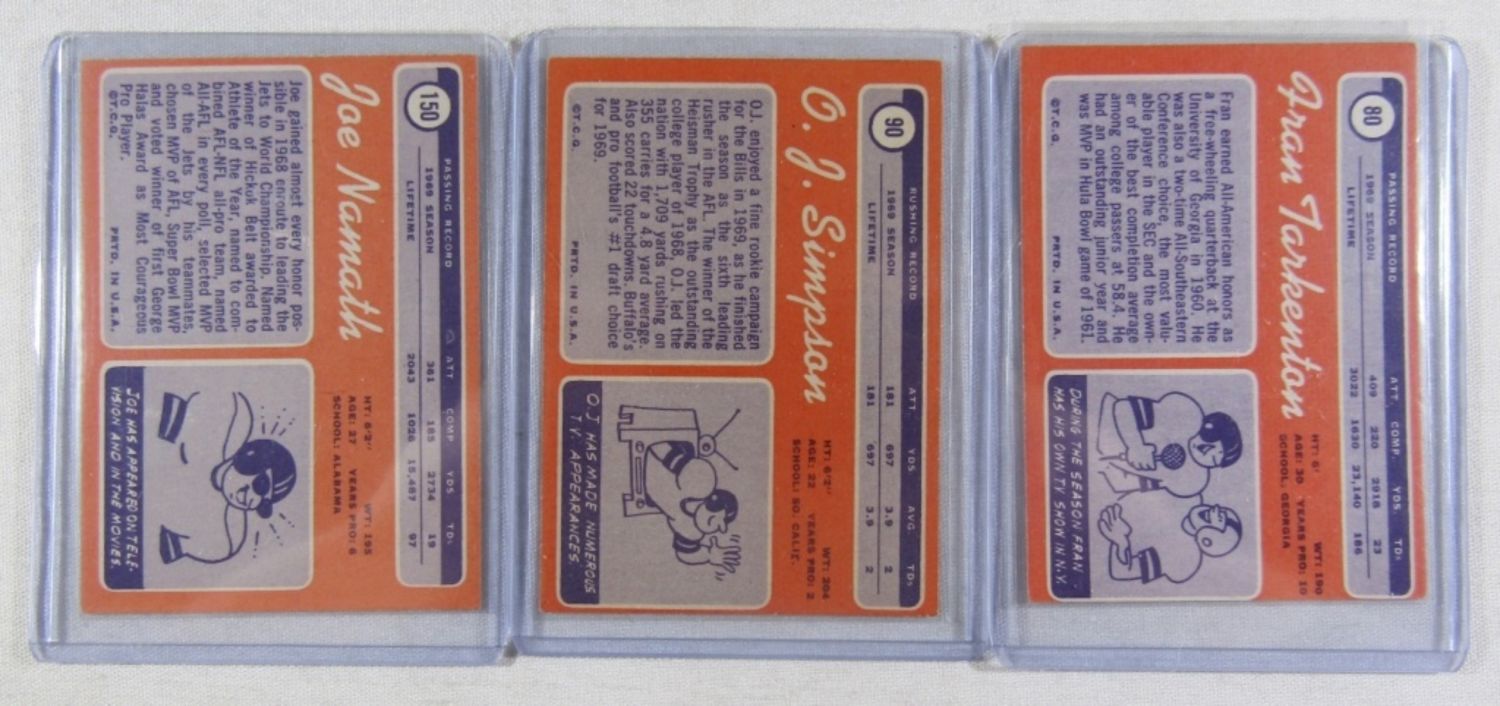 150
PASSING RECORD ATT COMP YDS TDs
1969 SEASON 361 185 2734 19
LIFETIME 2043 1026 15,487 97
Joe Namath
HT: 6'2" WT: 195
AGE: 27 YEARS PRO: 6
SCHOOL: ALABAMA
Joe gained almost every honor pos-
sible in 1968 enroute to leading the
Jets to World Championship. Named
winner of Hickok Belt awarded to
Athlete of the Year, named to com-
bined AFL-NFL all-pro team, named
All-AFL in every poll, selected MVP
of the Jets by his teammates,
chosen MVP of AFL, Super Bowl MVP
and voted winner of first George
Halas Award as Most Courageous
Pro Player.
©T.C.G. PRTD. IN U.S.A.
JOE HAS APPEARED ON TELE-
VISION AND IN THE MOVIES.
90
RUSHING RECORD ATT YDS AVG TDs
1969 SEASON 181 697 3.9 2
LIFETIME 181 697 3.9 2
O. J. Simpson
HT: 6'2" WT: 204
AGE: 22 YEARS PRO: 2
SCHOOL: SO. CALIF.
O.J. enjoyed a fine rookie campaign
for the Bills in 1969, as he finished
the season as the sixth leading
rusher in the AFL. The winner of the
Heisman Trophy as the outstanding
college player of 1968, O.J. led the
nation with 1,709 yards rushing on
355 carries for a 4.8 yard average.
Also scored 22 touchdowns. Buffalo's
and pro football's #1 draft choice
for 1969.
©T.C.G. PRTD. IN U.S.A.
O.J. HAS MADE NUMEROUS
T.V. APPEARANCES.
80
PASSING RECORD ATT. COMP. YDS. TDs
1969 SEASON 409 220 2918 23
LIFETIME 3022 1630 23,140 186
Fran Tarkenton
HT: 6' WT: 190
AGE: 30 YEARS PRO: 10
SCHOOL: GEORGIA
Fran earned All-American honors as
a free-wheeling quarterback at the
University of Georgia in 1960. He
was also a two-time All-Southeastern
Conference choice, the most valu-
able player in the SEC and the own-
er of the best completion average
among college passers at 58.4. He
had an outstanding junior year and
was MVP in Hula Bowl game of 1961.
©T.C.G. PRTD. IN U.S.A.
DURING THE SEASON FRAN
HAS HIS OWN TV SHOW IN N.Y.